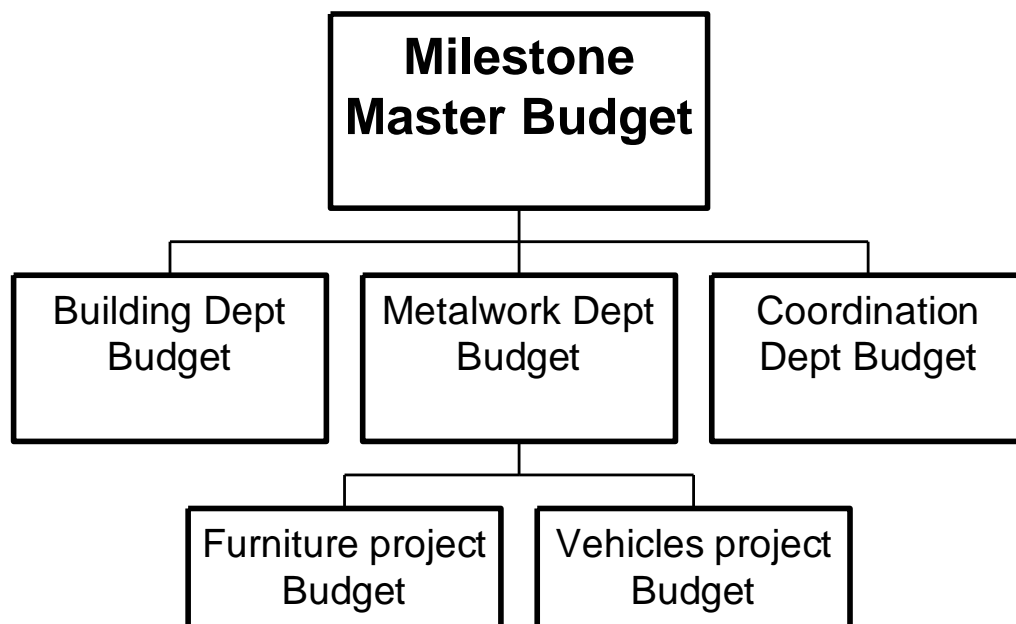 Milestone
Master Budget
Building Dept
Budget
Metalwork Dept
Budget
Coordination
Dept Budget
Furniture project
Budget
Vehicles project
Budget